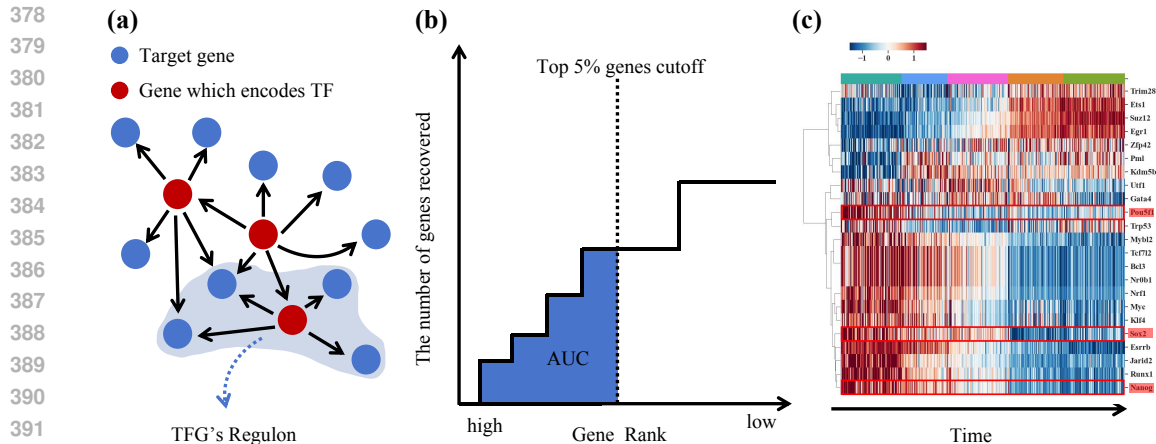 378
379
380
381
382
383
384
385
386
387
388
389
390
391
(a)
Target gene
Gene which encodes TF
TFG's Regulon
(b)
The number of genes recovered
Top 5% genes cutoff
AUC
high
low
Gene Rank
(c)
−1 0 1
Trim28
Ets1
Suz12
Egr1
Zfp42
Pml
Kdm5b
Utf1
Gata4
Pou5f1
Trp53
Mybl2
Tcf7l2
Bcl3
Nr0b1
Nrf1
Myc
Klf4
Sox2
Esrrb
Jarid2
Runx1
Nanog
Time